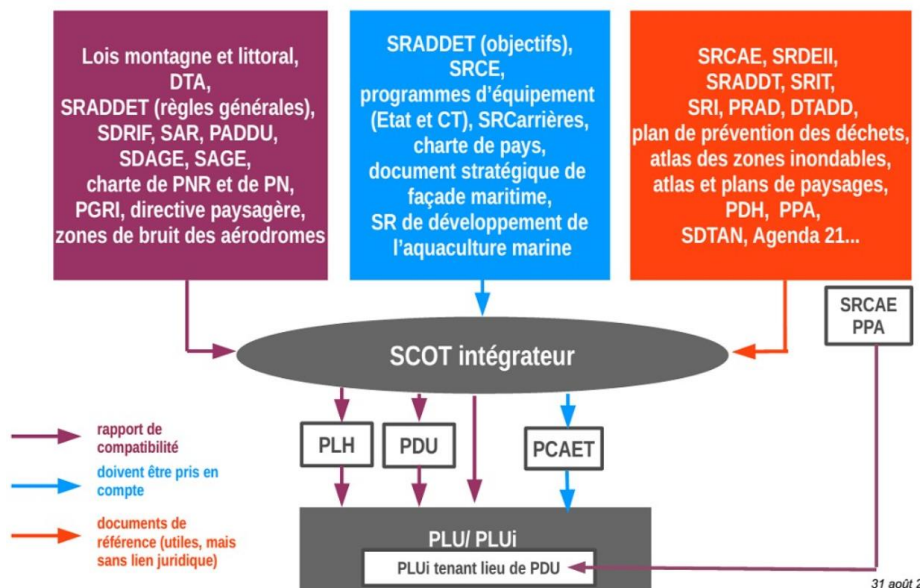 Lois montagne et littoral,
DTA,
SRADDET (règles générales),
SDRIF, SAR, PADDU,
SDAGE, SAGE,
charte de PNR et de PN,
PGRI, directive paysagère,
zones de bruit des aérodromes
SRADDET (objectifs),
SRCE,
programmes d'équipement
(Etat et CT), SRCarrières,
charte de pays,
document stratégique de
façade maritime,
SR de développement de
l'aquaculture marine
SRCAE, SRDEII,
SRADDT, SRIT,
SRI, PRAD, DTADD,
plan de prévention des déchets,
atlas des zones inondables,
atlas et plans de paysages,
PDH, PPA,
SDTAN, Agenda 21...
SRCAE
PPA
SCOT intégrateur
PLH
PDU
PCAET
rapport de
compatibilité
doivent être pris en
compte
documents de
référence (utiles, mais
sans lien juridique)
PLU/ PLUi
PLUi tenant lieu de PDU
31 août 2